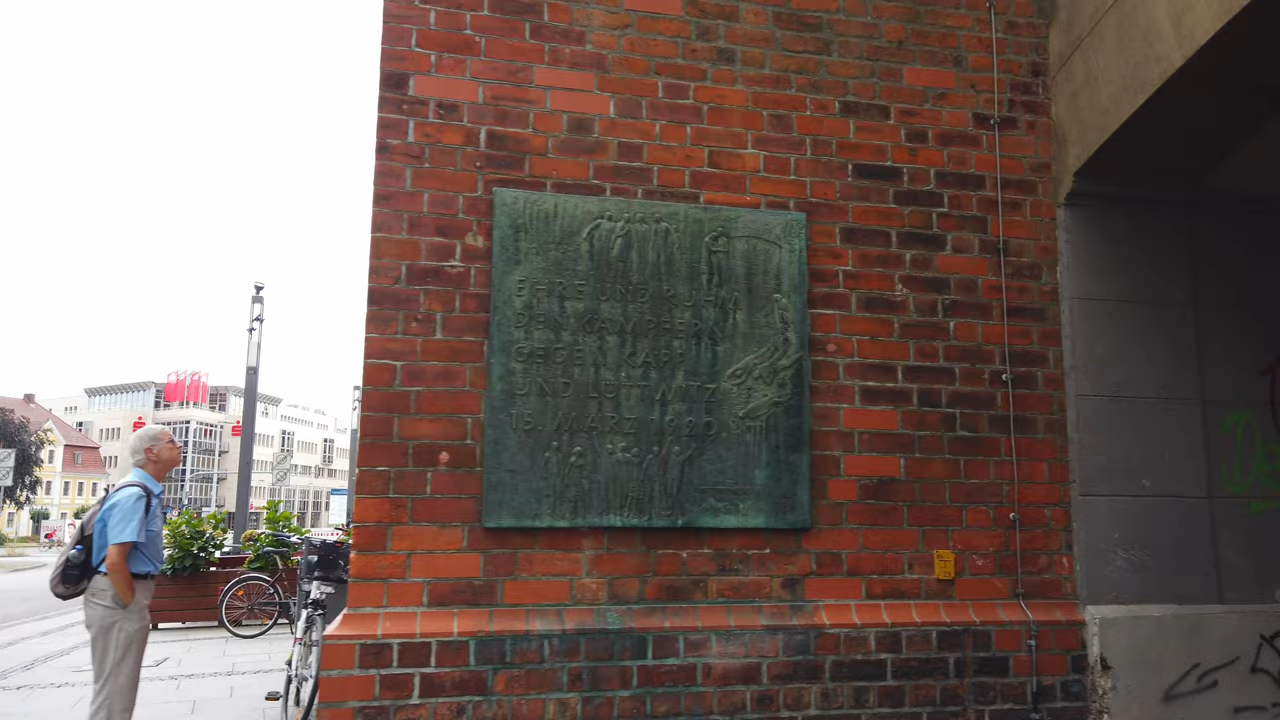 EHRE UND RUHM
DEN KÄMPFERN
GEGEN KAPP
UND LÜTTWITZ
15. MÄRZ 1920